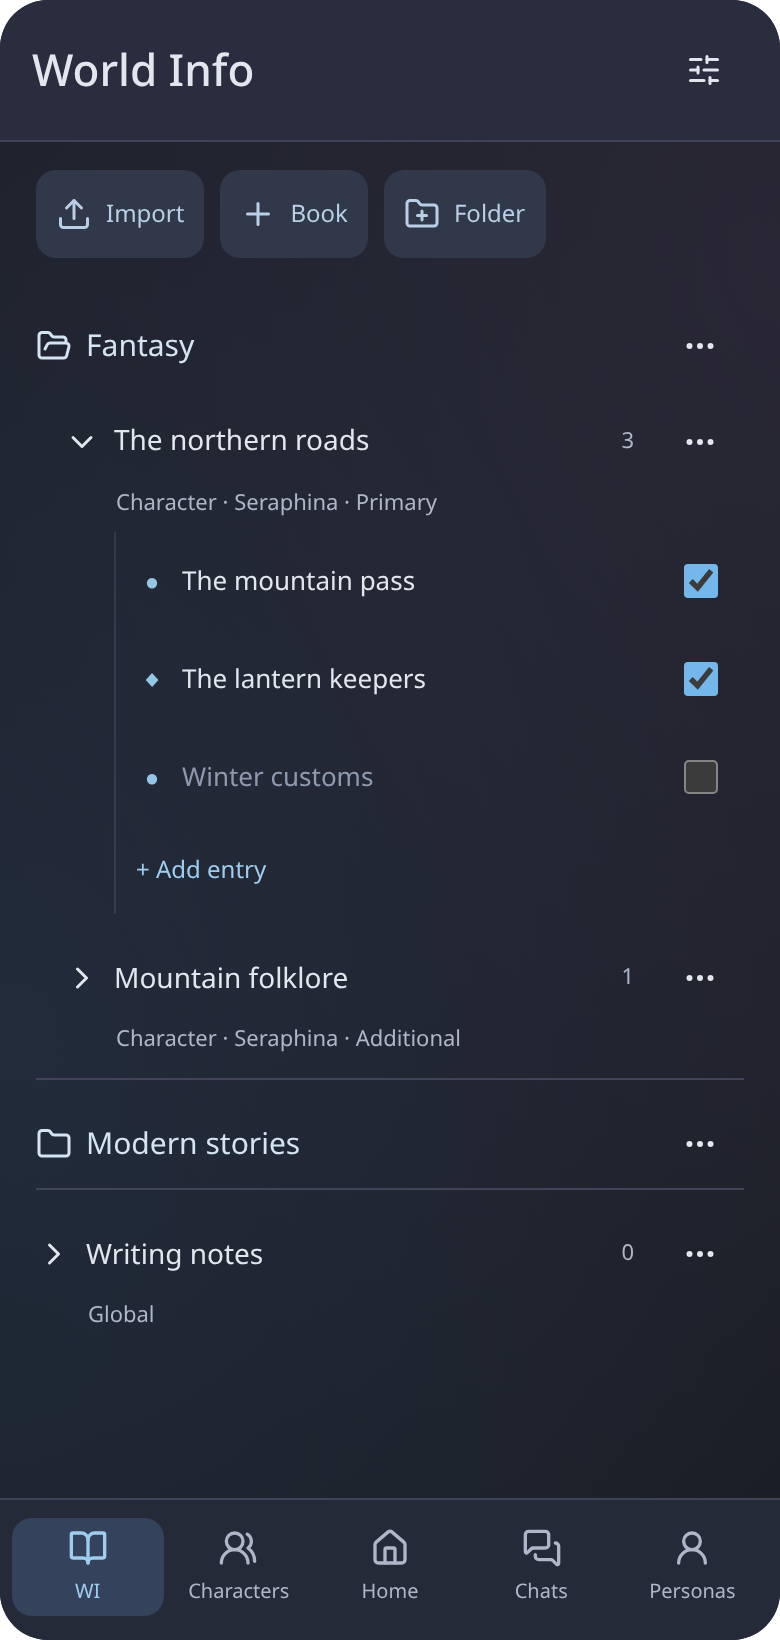 World Info
Import
Book
Folder
Fantasy
The northern roads 3
Character · Seraphina · Primary
The mountain pass
The lantern keepers
Winter customs
+ Add entry
Mountain folklore 1
Character · Seraphina · Additional
Modern stories
Writing notes 0
Global
WI
Characters
Home
Chats
Personas